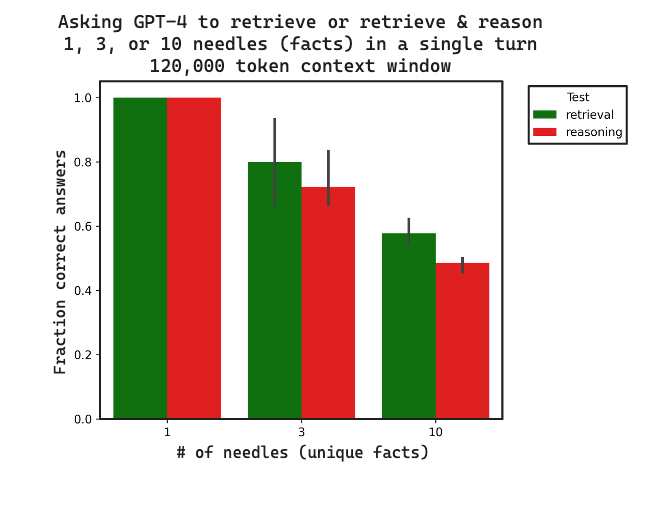 Asking GPT-4 to retrieve or retrieve & reason
1, 3, or 10 needles (facts) in a single turn
120,000 token context window
Test
retrieval
reasoning
Fraction correct answers
1.0
0.8
0.6
0.4
0.2
0.0
1 3 10
# of needles (unique facts)